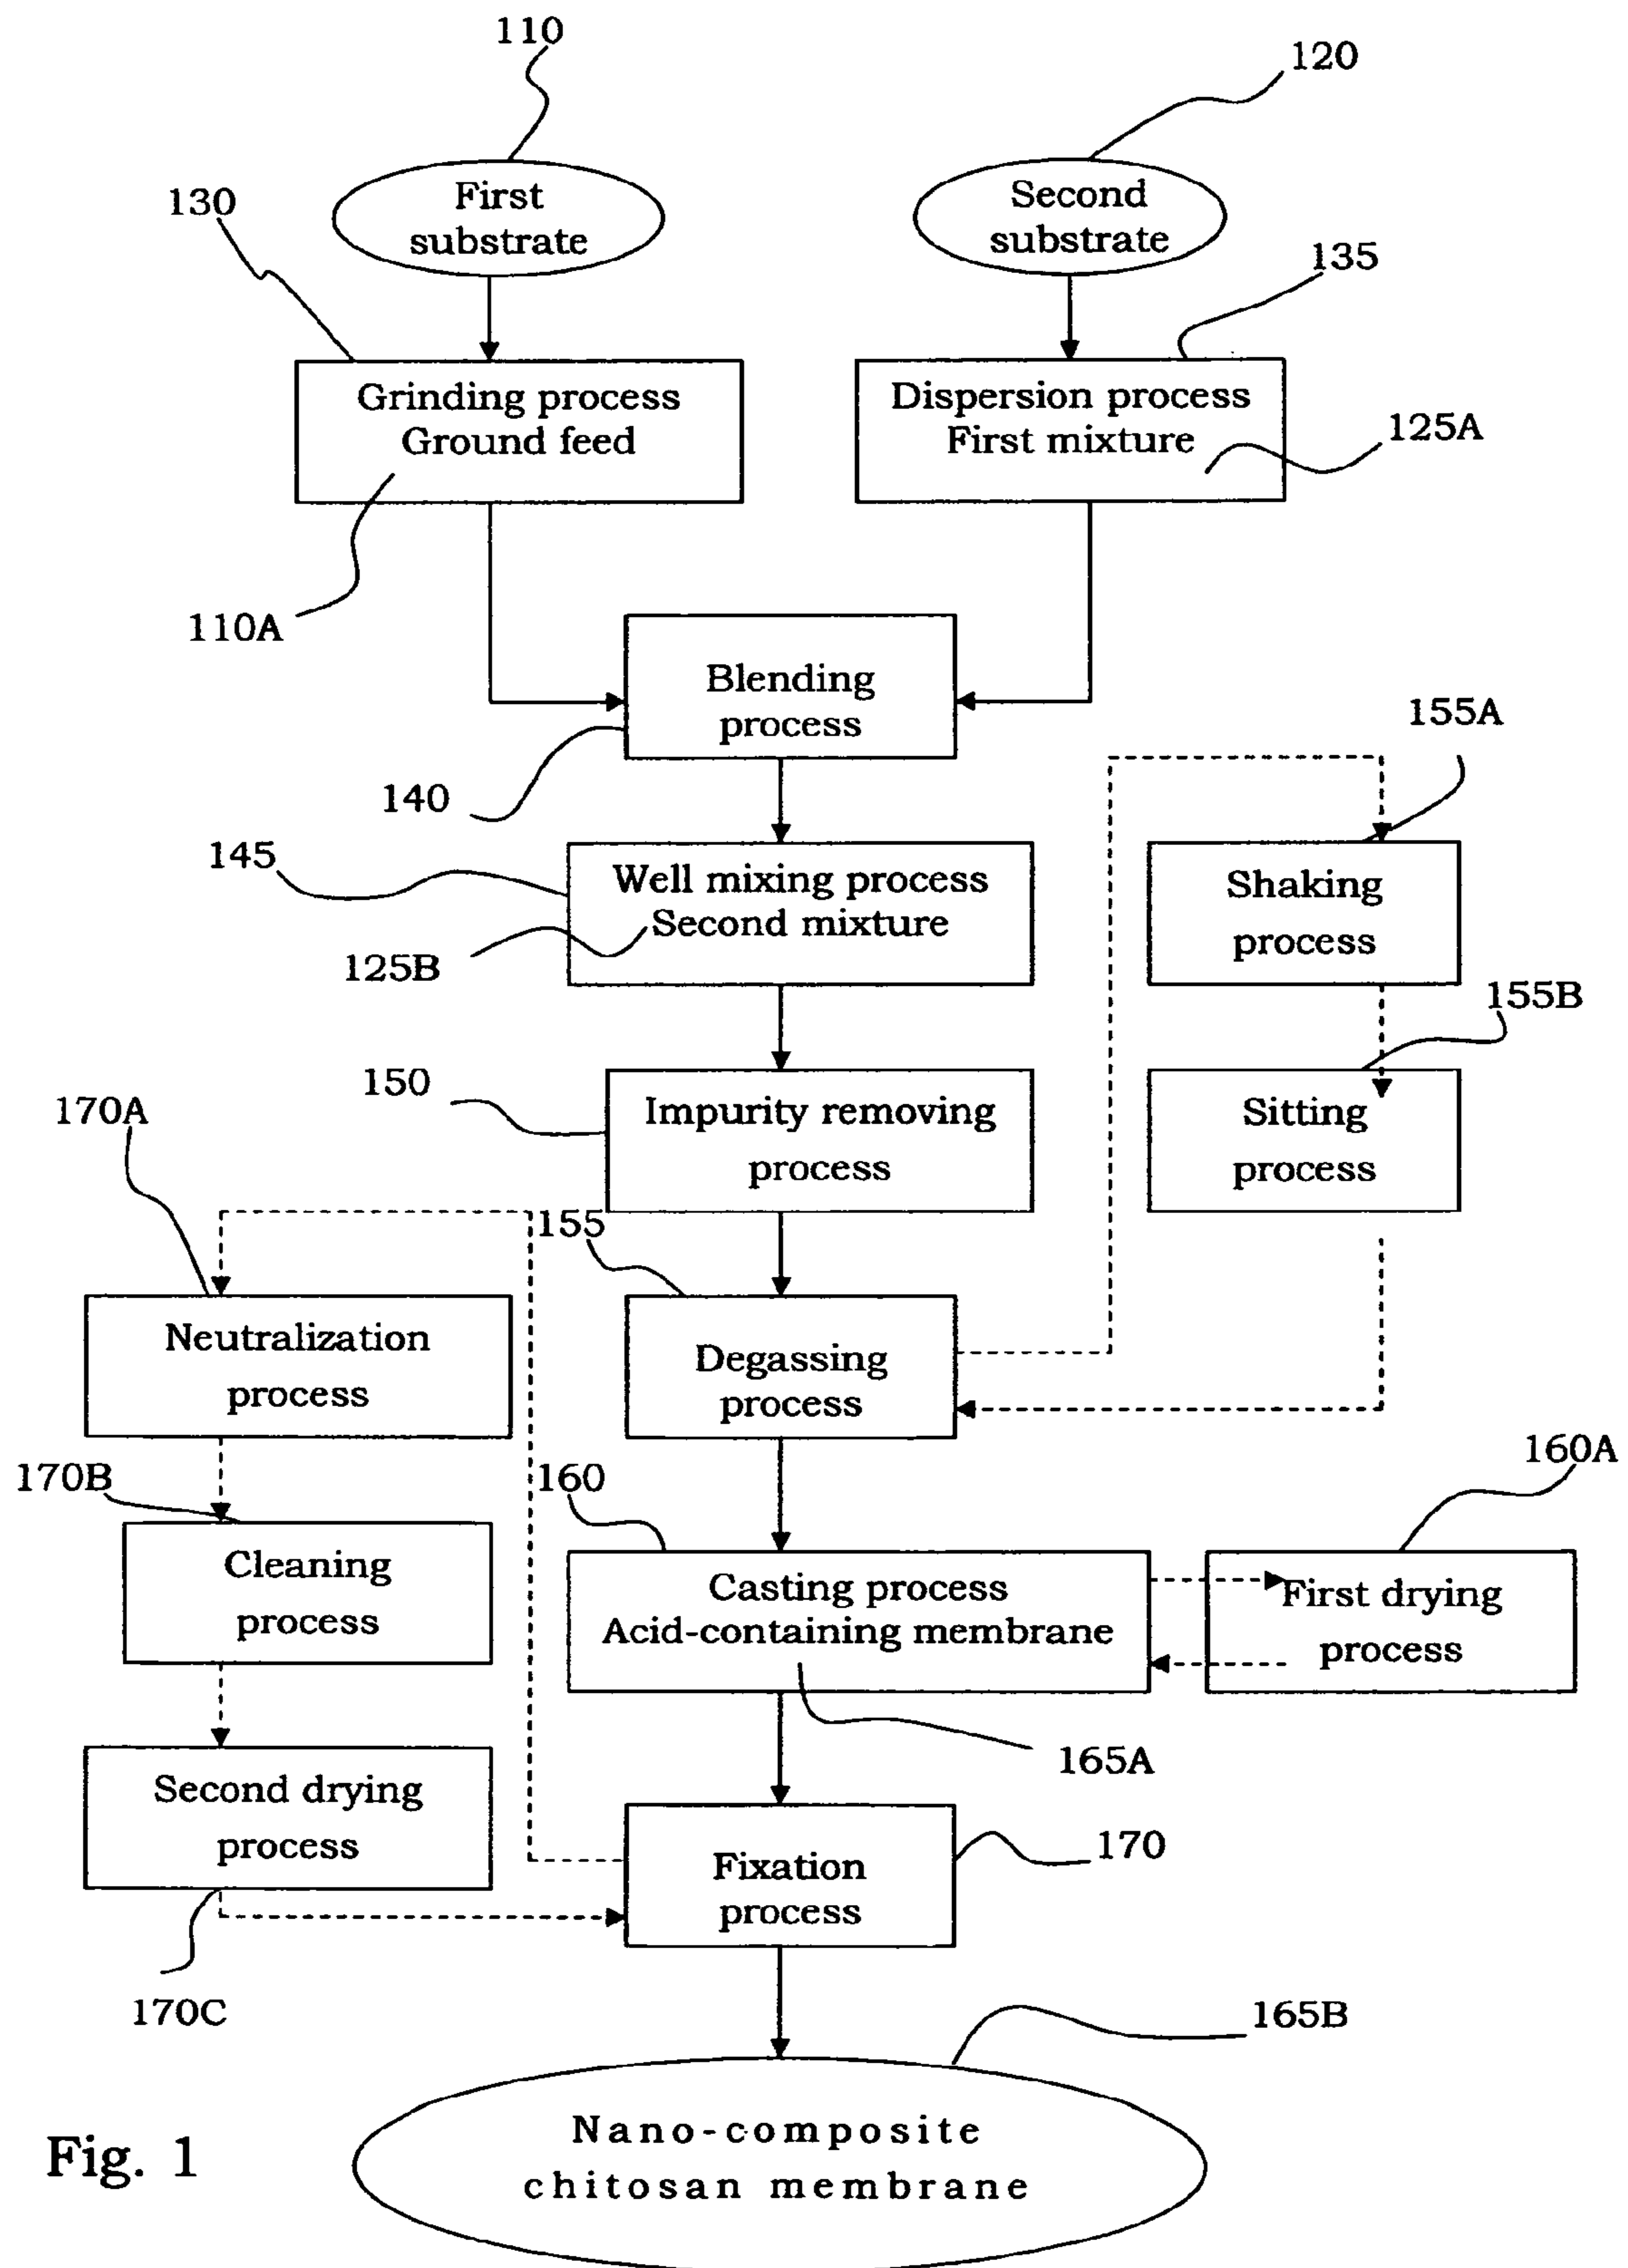 110
120
First
substrate
Second
substrate
130
135
Grinding process
Ground feed
Dispersion process
First mixture
125A
110A
Blending
process
155A
140
145
Well mixing process
Second mixture
125B
Shaking
process
155B
150
Impurity removing
process
Sitting
process
170A
155
Neutralization
process
Degassing
process
160A
170B
160
Cleaning
process
Casting process
Acid-containing membrane
First drying
process
165A
Second drying
process
170
Fixation
process
170C
165B
Nano-composite
chitosan membrane
Fig. 1